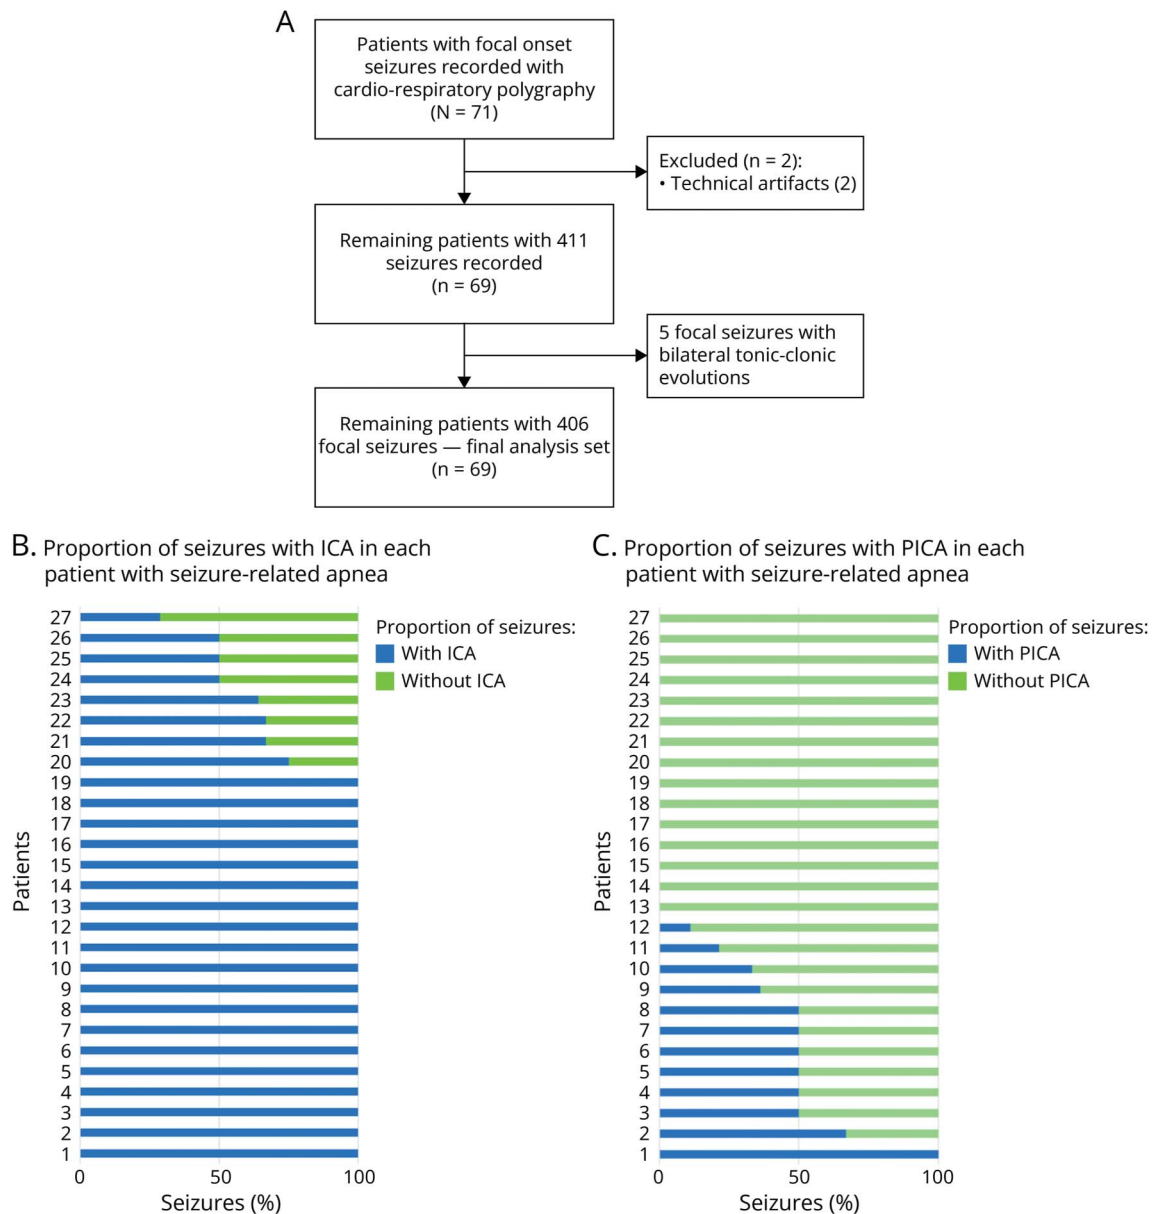 A
Patients with focal onset
seizures recorded with
cardio-respiratory polygraphy
(N = 71)
Excluded (n = 2):
• Technical artifacts (2)
Remaining patients with 411
seizures recorded
(n = 69)
5 focal seizures with
bilateral tonic-clonic
evolutions
Remaining patients with 406
focal seizures — final analysis set
(n = 69)
B. Proportion of seizures with ICA in each
patient with seizure-related apnea
Patients
27
26
25
24
23
22
21
20
19
18
17
16
15
14
13
12
11
10
9
8
7
6
5
4
3
2
1
0 50 100
Seizures (%)
Proportion of seizures:
With ICA
Without ICA
C. Proportion of seizures with PICA in each
patient with seizure-related apnea
Patients
27
26
25
24
23
22
21
20
19
18
17
16
15
14
13
12
11
10
9
8
7
6
5
4
3
2
1
0 50 100
Seizures (%)
Proportion of seizures:
With PICA
Without PICA